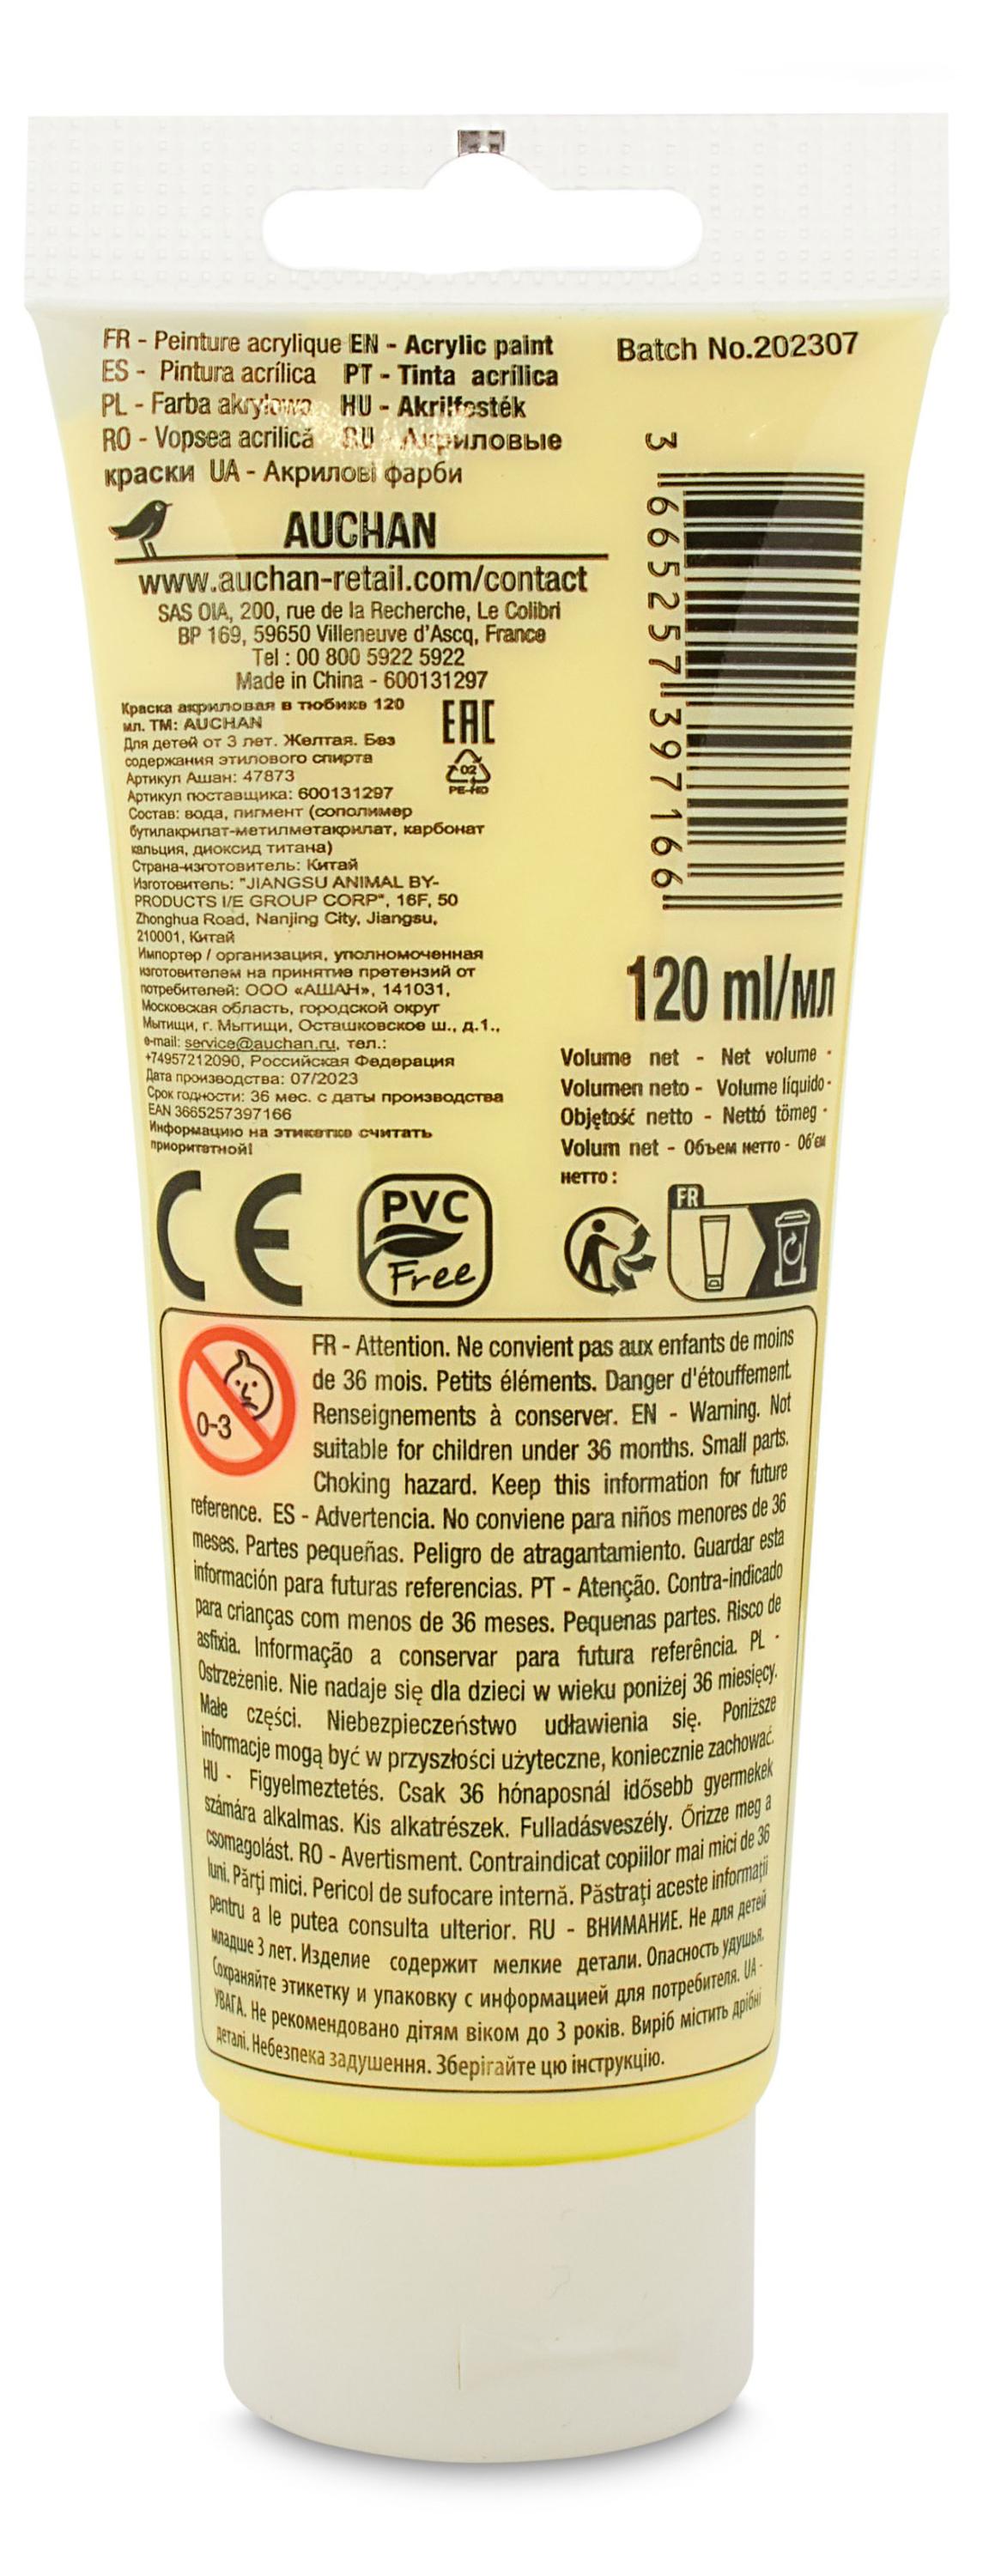 FR - Peinture acrylique EN - Acrylic paint
ES - Pintura acrílica PT - Tinta acrílica
PL - Farba akrylowa HU - Akrilfesték
RO - Vopsea acrilică RU - Акриловые
краски UA - Акрилові фарби
Batch No.202307
AUCHAN
www.auchan-retail.com/contact
SAS OIA, 200, rue de la Recherche, Le Colibri
BP 169, 59650 Villeneuve d'Ascq, France
Tel : 00 800 5922 5922
Made in China - 600131297
Краска акриловая в тюбике 120
мл. ТМ: AUCHAN
Для детей от 3 лет. Желтая. Без
содержания этилового спирта
Артикул Ашан: 47873
Артикул поставщика: 600131297
Состав: вода, пигмент (сополимер
бутилакрилат-метилметакрилат, карбонат
кальция, диоксид титана)
Страна-изготовитель: Китай
Изготовитель: "JIANGSU ANIMAL BY-
PRODUCTS I/E GROUP CORP", 16F, 50
Zhonghua Road, Nanjing City, Jiangsu,
210001, Китай
Импортер / организация, уполномоченная
изготовителем на принятие претензий от
потребителей: ООО «АШАН», 141031,
Московская область, городской округ
Мытищи, г. Мытищи, Осташковское ш., д.1.,
e-mail: service@auchan.ru, тел.:
+74957212090, Российская Федерация
Дата производства: 07/2023
Срок годности: 36 мес. с даты производства
EAN 3665257397166
Информацию на этикетке считать
приоритетной!
EAC
02
PE-HD
3 665257 397166
120 ml/мл
Volume net - Net volume -
Volumen neto - Volume líquido -
Objętość netto - Nettó tömeg -
Volum net - Объем нетто - Об'єм
нетто :
CE
PVC
Free
FR
0-3
FR - Attention. Ne convient pas aux enfants de moins
de 36 mois. Petits éléments. Danger d'étouffement.
Renseignements à conserver. EN - Warning. Not
suitable for children under 36 months. Small parts.
Choking hazard. Keep this information for future
reference. ES - Advertencia. No conviene para niños menores de 36
meses. Partes pequeñas. Peligro de atragantamiento. Guardar esta
información para futuras referencias. PT - Atenção. Contra-indicado
para crianças com menos de 36 meses. Pequenas partes. Risco de
asfixia. Informação a conservar para futura referência. PL -
Ostrzeżenie. Nie nadaje się dla dzieci w wieku poniżej 36 miesięcy.
Małe części. Niebezpieczeństwo udławienia się. Poniższe
informacje mogą być w przyszłości użyteczne, koniecznie zachować.
HU - Figyelmeztetés. Csak 36 hónaposnál idősebb gyermekek
számára alkalmas. Kis alkatrészek. Fulladásveszély. Őrizze meg a
csomagolást. RO - Avertisment. Contraindicat copiilor mai mici de 36
luni. Părţi mici. Pericol de sufocare internă. Păstraţi aceste informaţii
pentru a le putea consulta ulterior. RU - ВНИМАНИЕ. Не для детей
младше 3 лет. Изделие содержит мелкие детали. Опасность удушья.
Сохраняйте этикетку и упаковку с информацией для потребителя. UA -
УВАГА. Не рекомендовано дітям віком до 3 років. Виріб містить дрібні
деталі. Небезпека задушення. Зберігайте цю інструкцію.